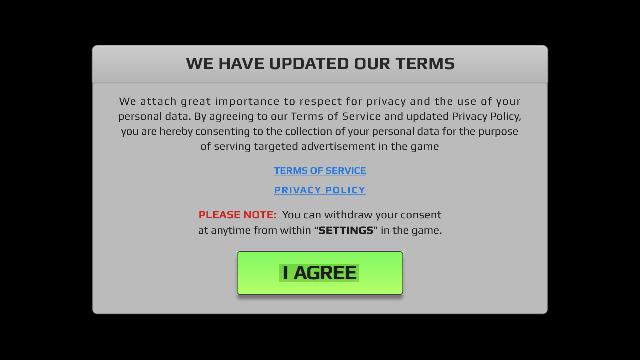 WE HAVE UPDATED OUR TERMS
We attach great importance to respect for privacy and the use of your
personal data. By agreeing to our Terms of Service and updated Privacy Policy,
you are hereby consenting to the collection of your personal data for the purpose
of serving targeted advertisement in the game
TERMS OF SERVICE
PRIVACY POLICY
PLEASE NOTE: You can withdraw your consent
at anytime from within "SETTINGS" in the game.
I AGREE